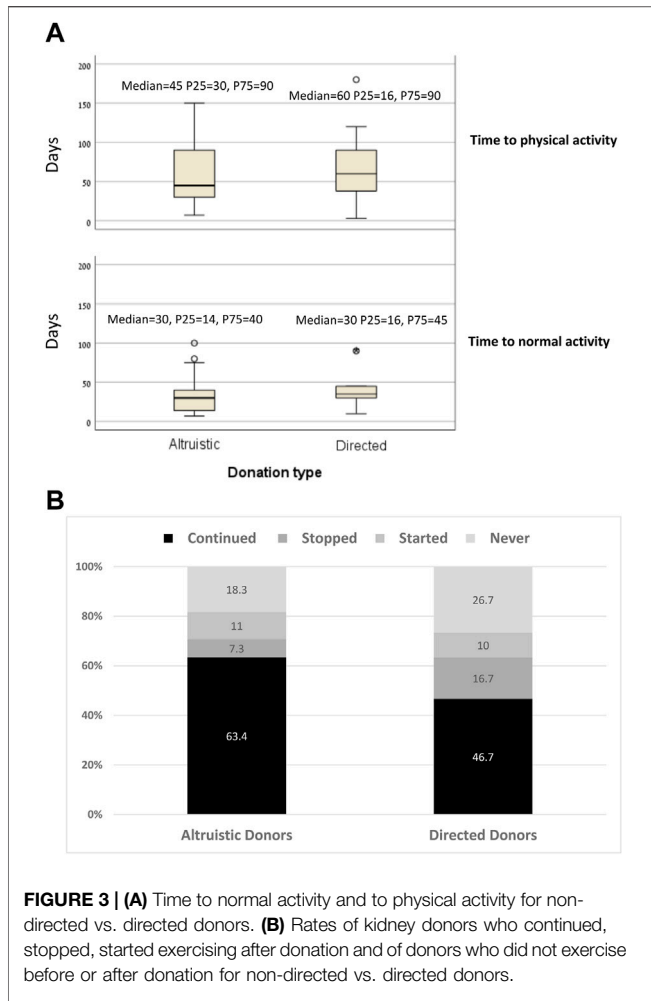 A
200
150
100
50
0
Days
Median=45 P25=30, P75=90
Median=60 P25=16, P75=90
Time to physical activity
200
150
100
50
0
Days
Median=30, P25=14, P75=40
Median=30 P25=16, P75=45
Time to normal activity
Altruistic
Directed
Donation type
B
Continued Stopped Started Never
100%
80%
60%
40%
20%
0%
18.3
11
7.3
63.4
26.7
10
16.7
46.7
Altruistic Donors
Directed Donors
FIGURE 3 | (A) Time to normal activity and to physical activity for non-
directed vs. directed donors. (B) Rates of kidney donors who continued,
stopped, started exercising after donation and of donors who did not exercise
before or after donation for non-directed vs. directed donors.